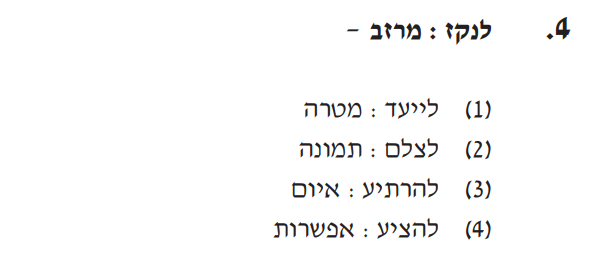 4. לנקז : מרזב –
(1) לייעד : מטרה
(2) לצלם : תמונה
(3) להרתיע : איום
(4) להציע : אפשרות